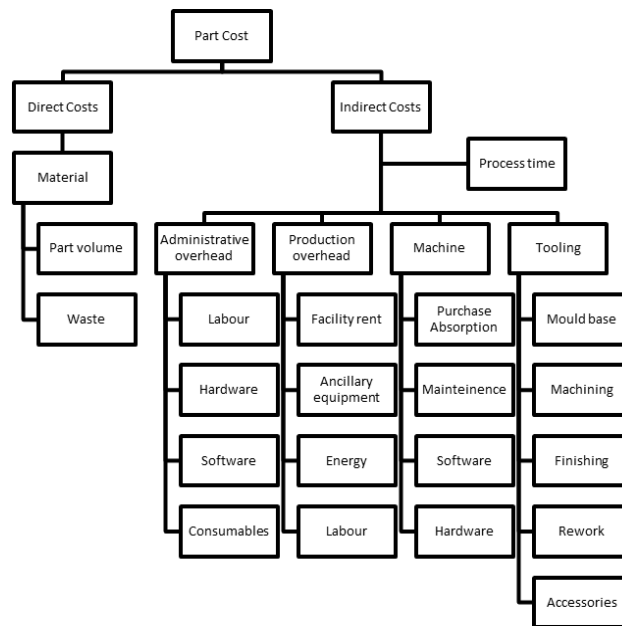 Part Cost
Direct Costs
Indirect Costs
Material
Process time
Part volume
Administrative
overhead
Production
overhead
Machine
Tooling
Waste
Labour
Facility rent
Purchase
Absorption
Mould base
Hardware
Ancillary
equipment
Mainteinence
Machining
Software
Energy
Software
Finishing
Consumables
Labour
Hardware
Rework
Accessories